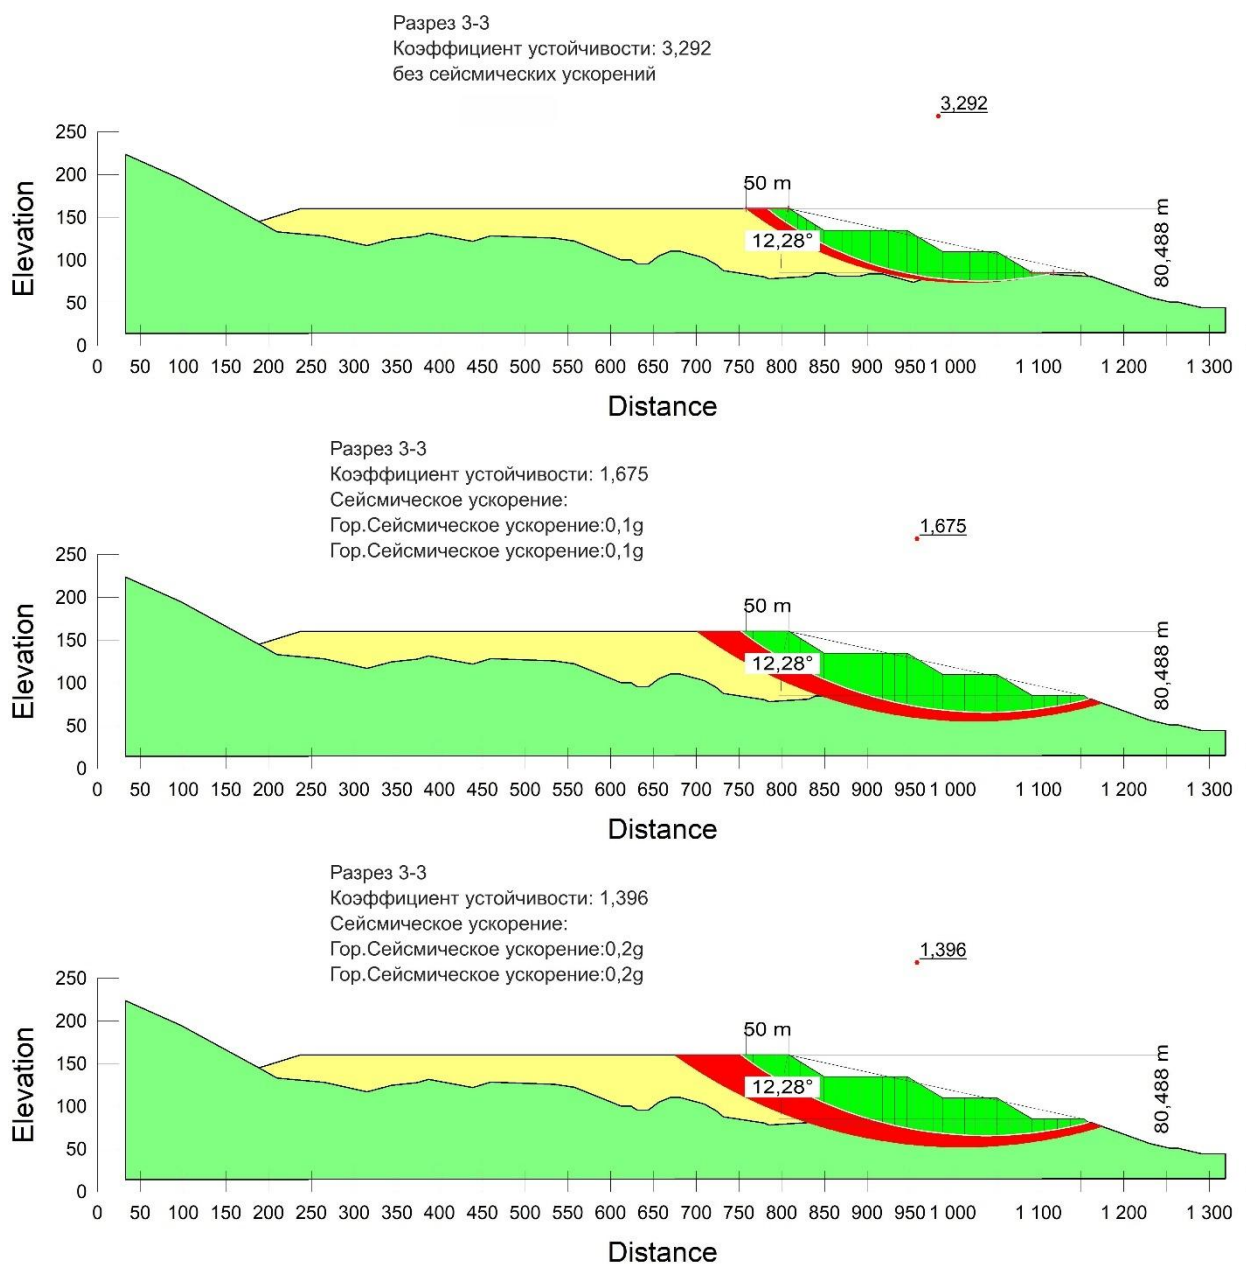 Разрез 3-3
Коэффициент устойчивости: 3,292
без сейсмических ускорений
3,292
250
200
150
100
50
0
Elevation
50 m
12,28°
80,488 m
0 50 100 150 200 250 300 350 400 450 500 550 600 650 700 750 800 850 900 950 1 000 1 100 1 200 1 300
Distance
Разрез 3-3
Коэффициент устойчивости: 1,675
Сейсмическое ускорение:
Гор.Сейсмическое ускорение:0,1g
Гор.Сейсмическое ускорение:0,1g
1,675
250
200
150
100
50
0
Elevation
50 m
12,28°
80,488 m
0 50 100 150 200 250 300 350 400 450 500 550 600 650 700 750 800 850 900 950 1 000 1 100 1 200 1 300
Distance
Разрез 3-3
Коэффициент устойчивости: 1,396
Сейсмическое ускорение:
Гор.Сейсмическое ускорение:0,2g
Гор.Сейсмическое ускорение:0,2g
1,396
250
200
150
100
50
0
Elevation
50 m
12,28°
80,488 m
0 50 100 150 200 250 300 350 400 450 500 550 600 650 700 750 800 850 900 950 1 000 1 100 1 200 1 300
Distance